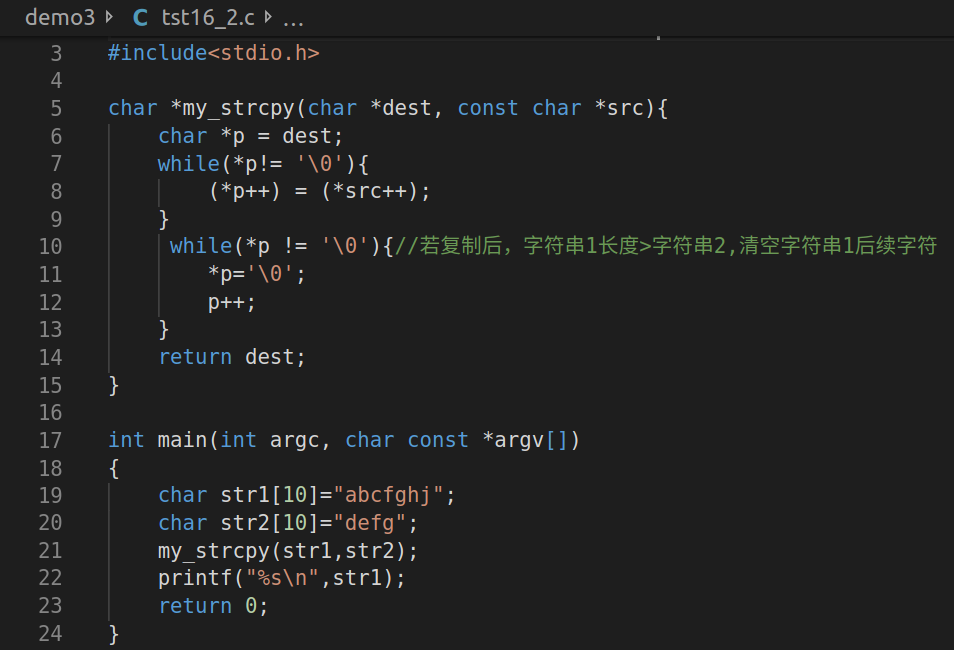 demo3 > C tst16_2.c > ...
3 #include<stdio.h>
4
5 char *my_strcpy(char *dest, const char *src){
6     char *p = dest;
7     while(*p!= '\0'){
8         (*p++) = (*src++);
9     }
10      while(*p != '\0'){//若复制后，字符串1长度>字符串2,清空字符串1后续字符
11         *p='\0';
12         p++;
13     }
14     return dest;
15 }
16
17 int main(int argc, char const *argv[])
18 {
19     char str1[10]="abcfghj";
20     char str2[10]="defg";
21     my_strcpy(str1,str2);
22     printf("%s\n",str1);
23     return 0;
24 }